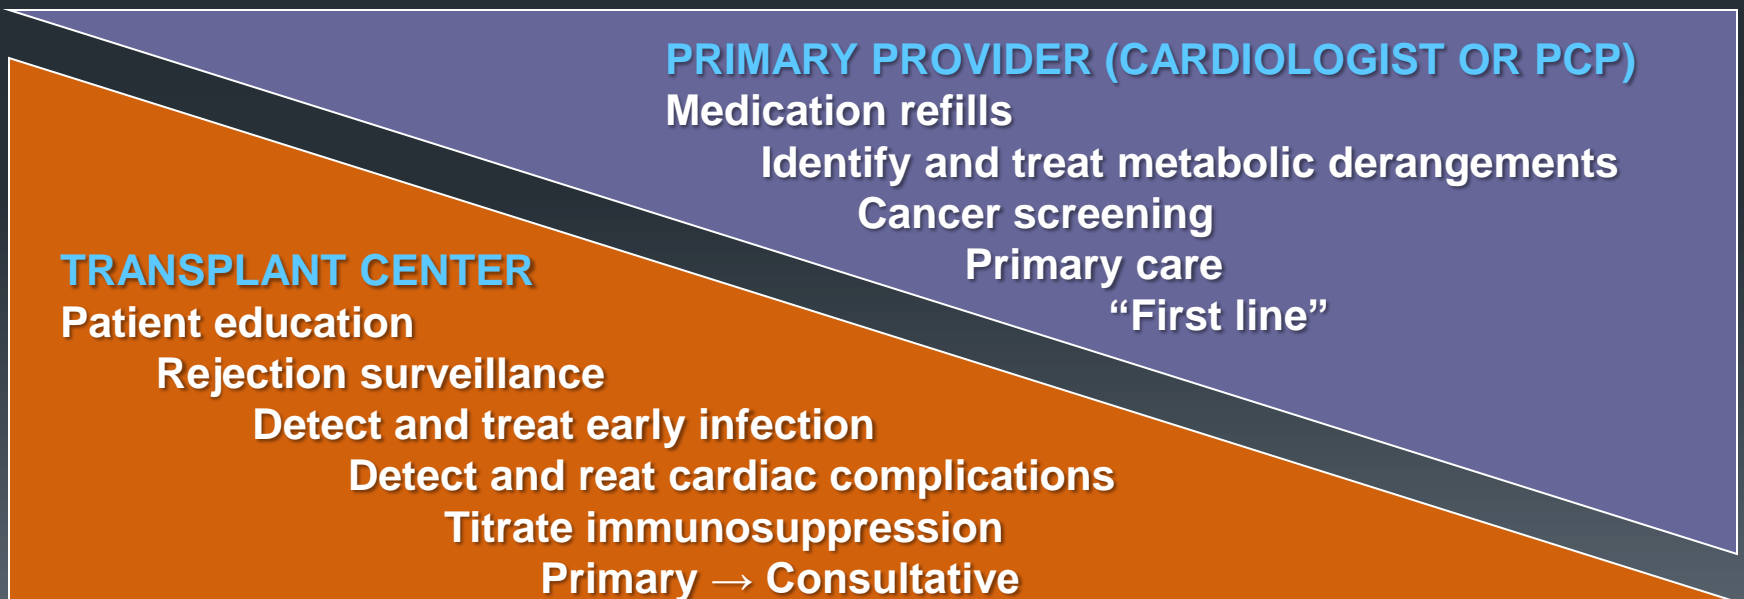 PRIMARY PROVIDER (CARDIOLOGIST OR PCP)
Medication refills
Identify and treat metabolic derangements
Cancer screening
Primary care
“First line”
TRANSPLANT CENTER
Patient education
Rejection surveillance
Detect and treat early infection
Detect and reat cardiac complications
Titrate immunosuppression
Primary → Consultative